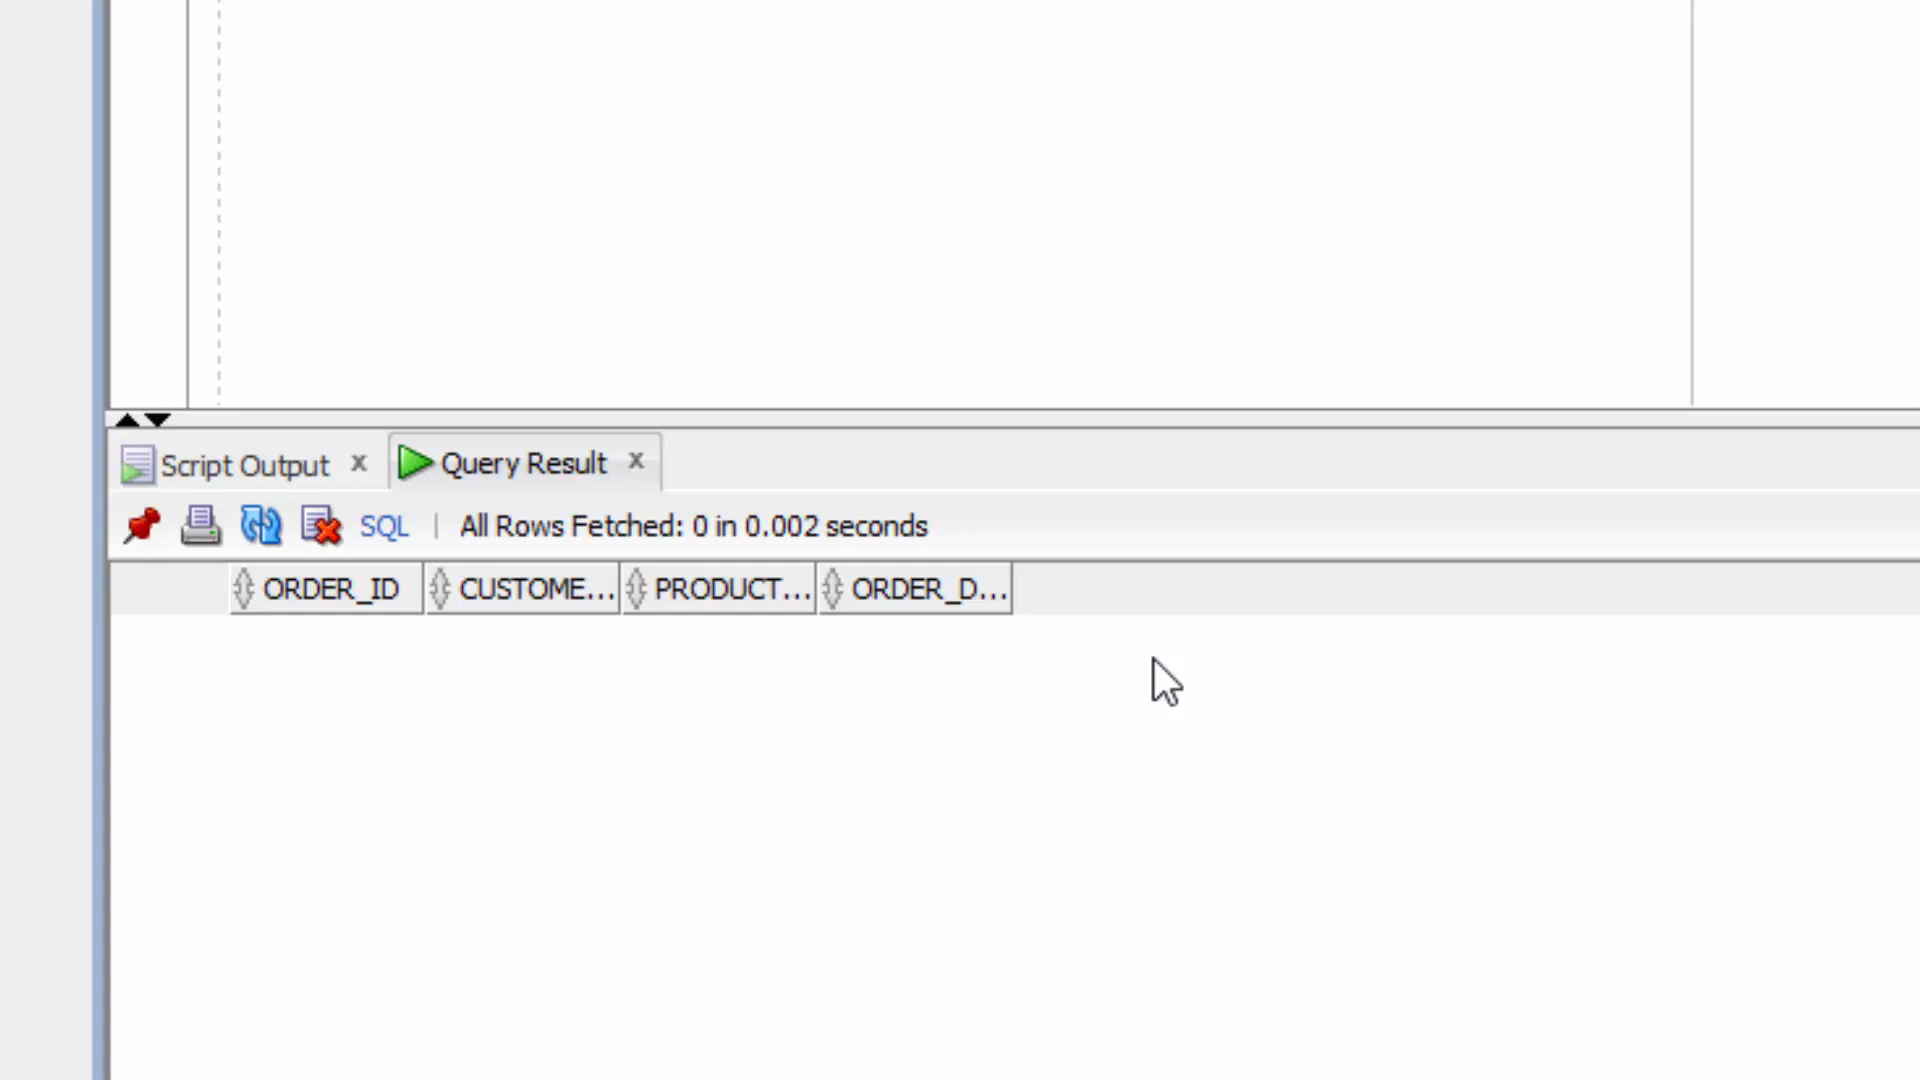 Script Output x Query Result x
SQL | All Rows Fetched: 0 in 0.002 seconds
ORDER_ID CUSTOME... PRODUCT... ORDER_D...